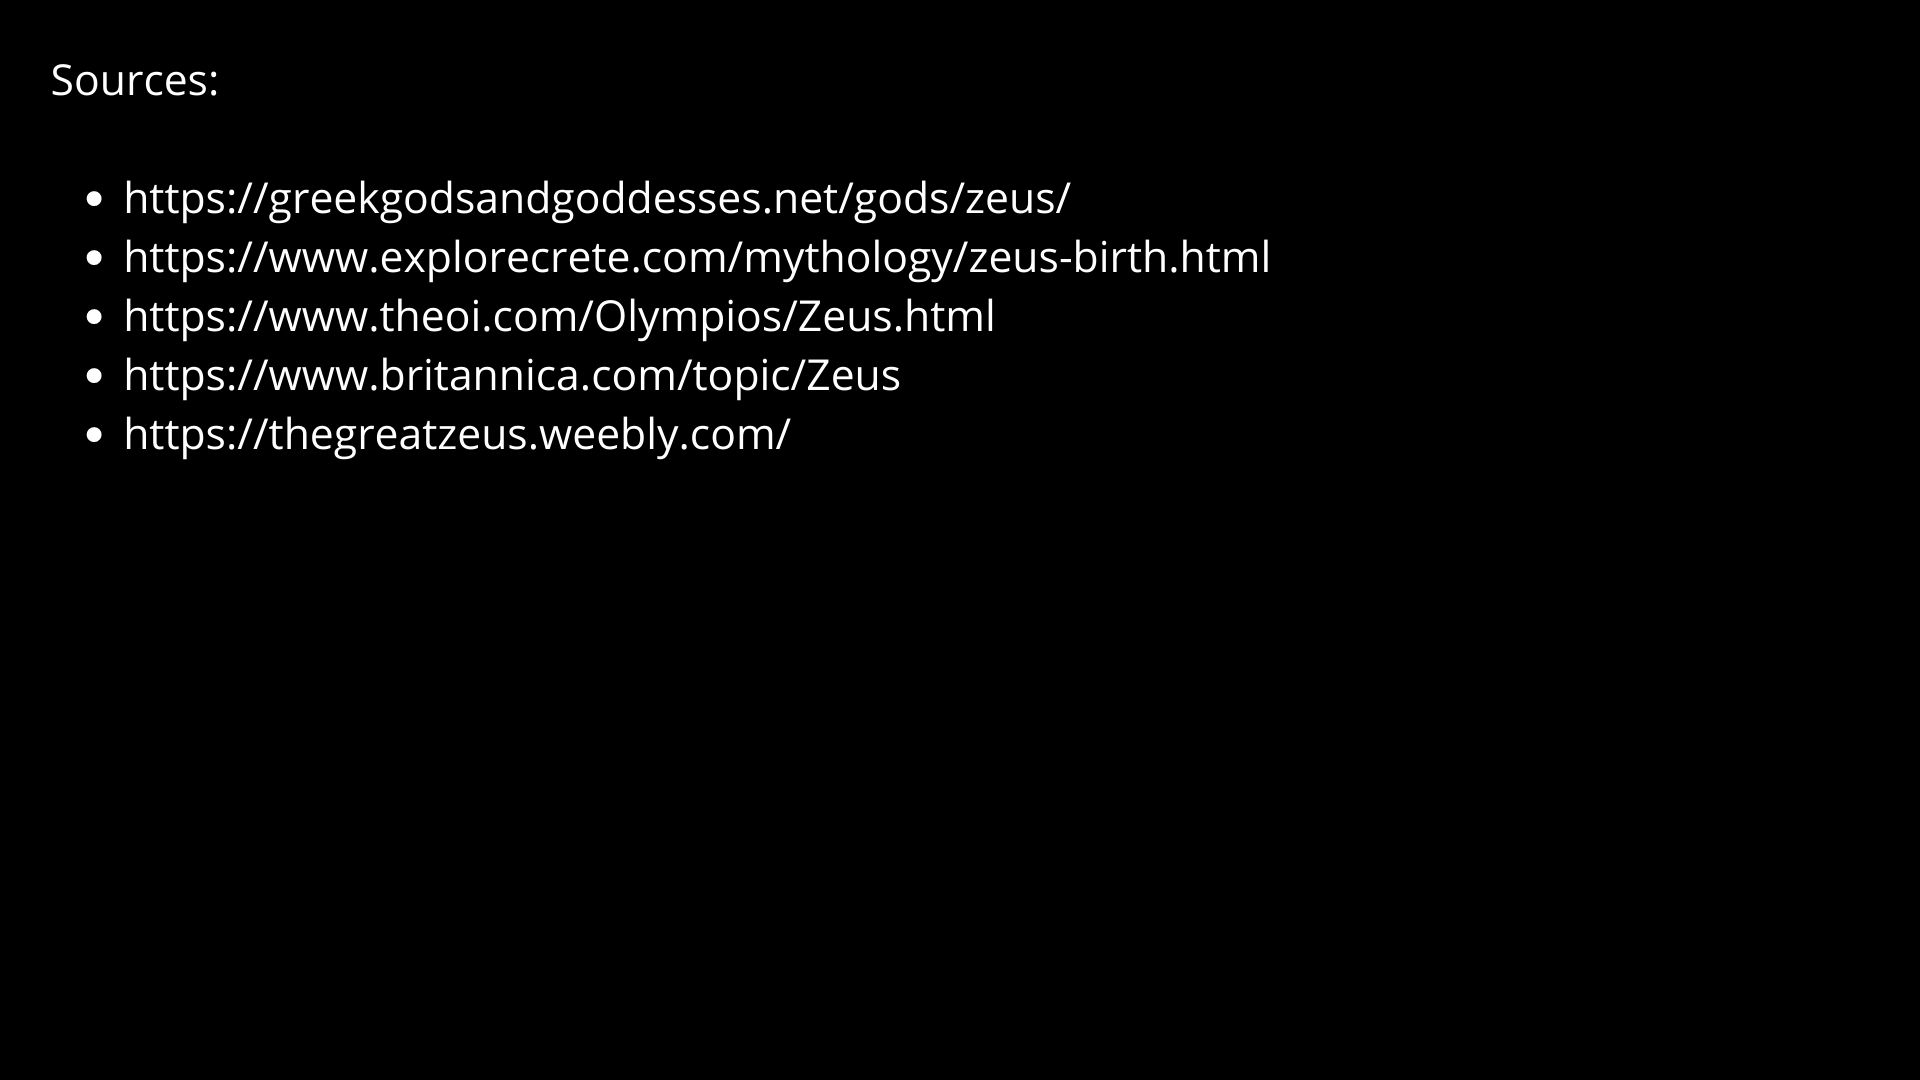 Sources:
• https://greekgodsandgoddesses.net/gods/zeus/
• https://www.explorecrete.com/mythology/zeus-birth.html
• https://www.theoi.com/Olympios/Zeus.html
• https://www.britannica.com/topic/Zeus
• https://thegreatzeus.weebly.com/